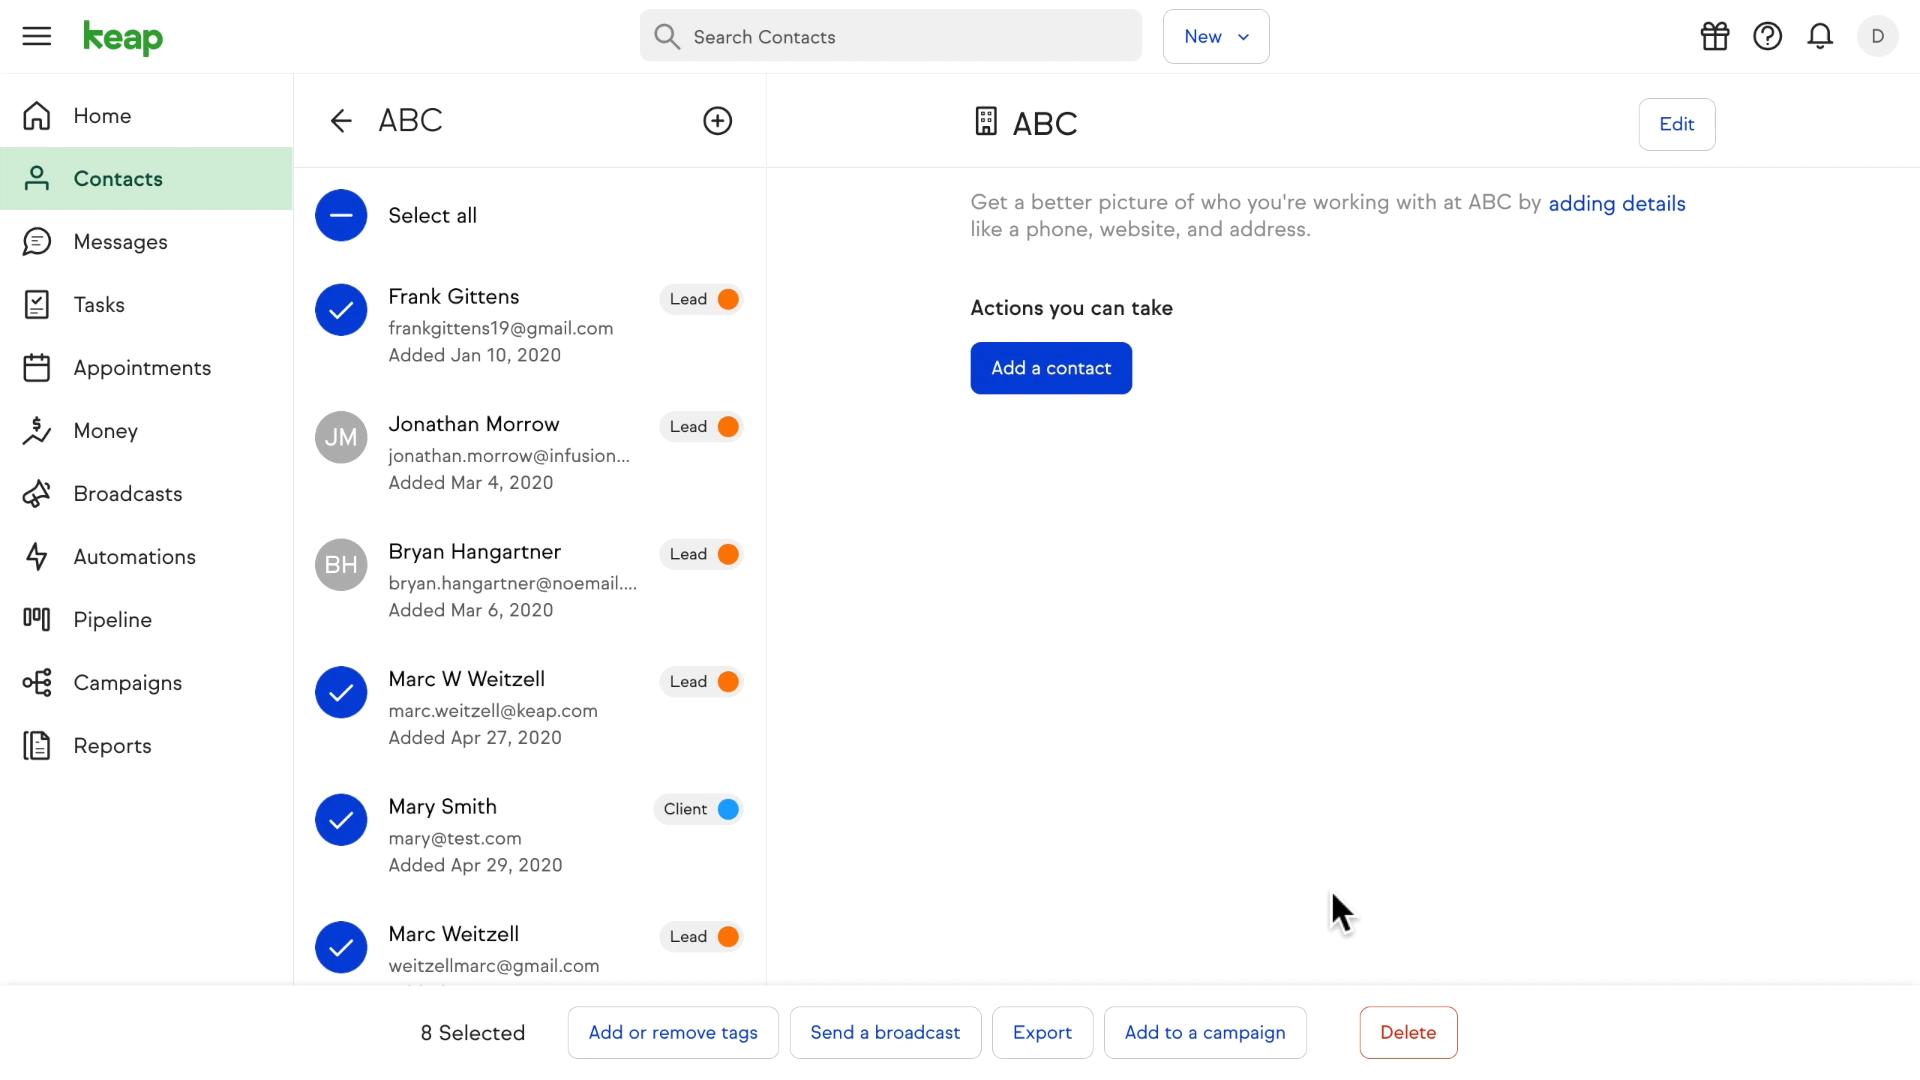 keap
Search Contacts
New
D
Home
Contacts
Messages
Tasks
Appointments
Money
Broadcasts
Automations
Pipeline
Campaigns
Reports
ABC
Select all
Frank Gittens
Lead
frankgittens19@gmail.com
Added Jan 10, 2020
JM
Jonathan Morrow
Lead
jonathan.morrow@infusion...
Added Mar 4, 2020
BH
Bryan Hangartner
Lead
bryan.hangartner@noemail....
Added Mar 6, 2020
Marc W Weitzell
Lead
marc.weitzell@keap.com
Added Apr 27, 2020
Mary Smith
Client
mary@test.com
Added Apr 29, 2020
Marc Weitzell
Lead
weitzellmarc@gmail.com
ABC
Edit
Get a better picture of who you're working with at ABC by adding details
like a phone, website, and address.
Actions you can take
Add a contact
8 Selected
Add or remove tags
Send a broadcast
Export
Add to a campaign
Delete